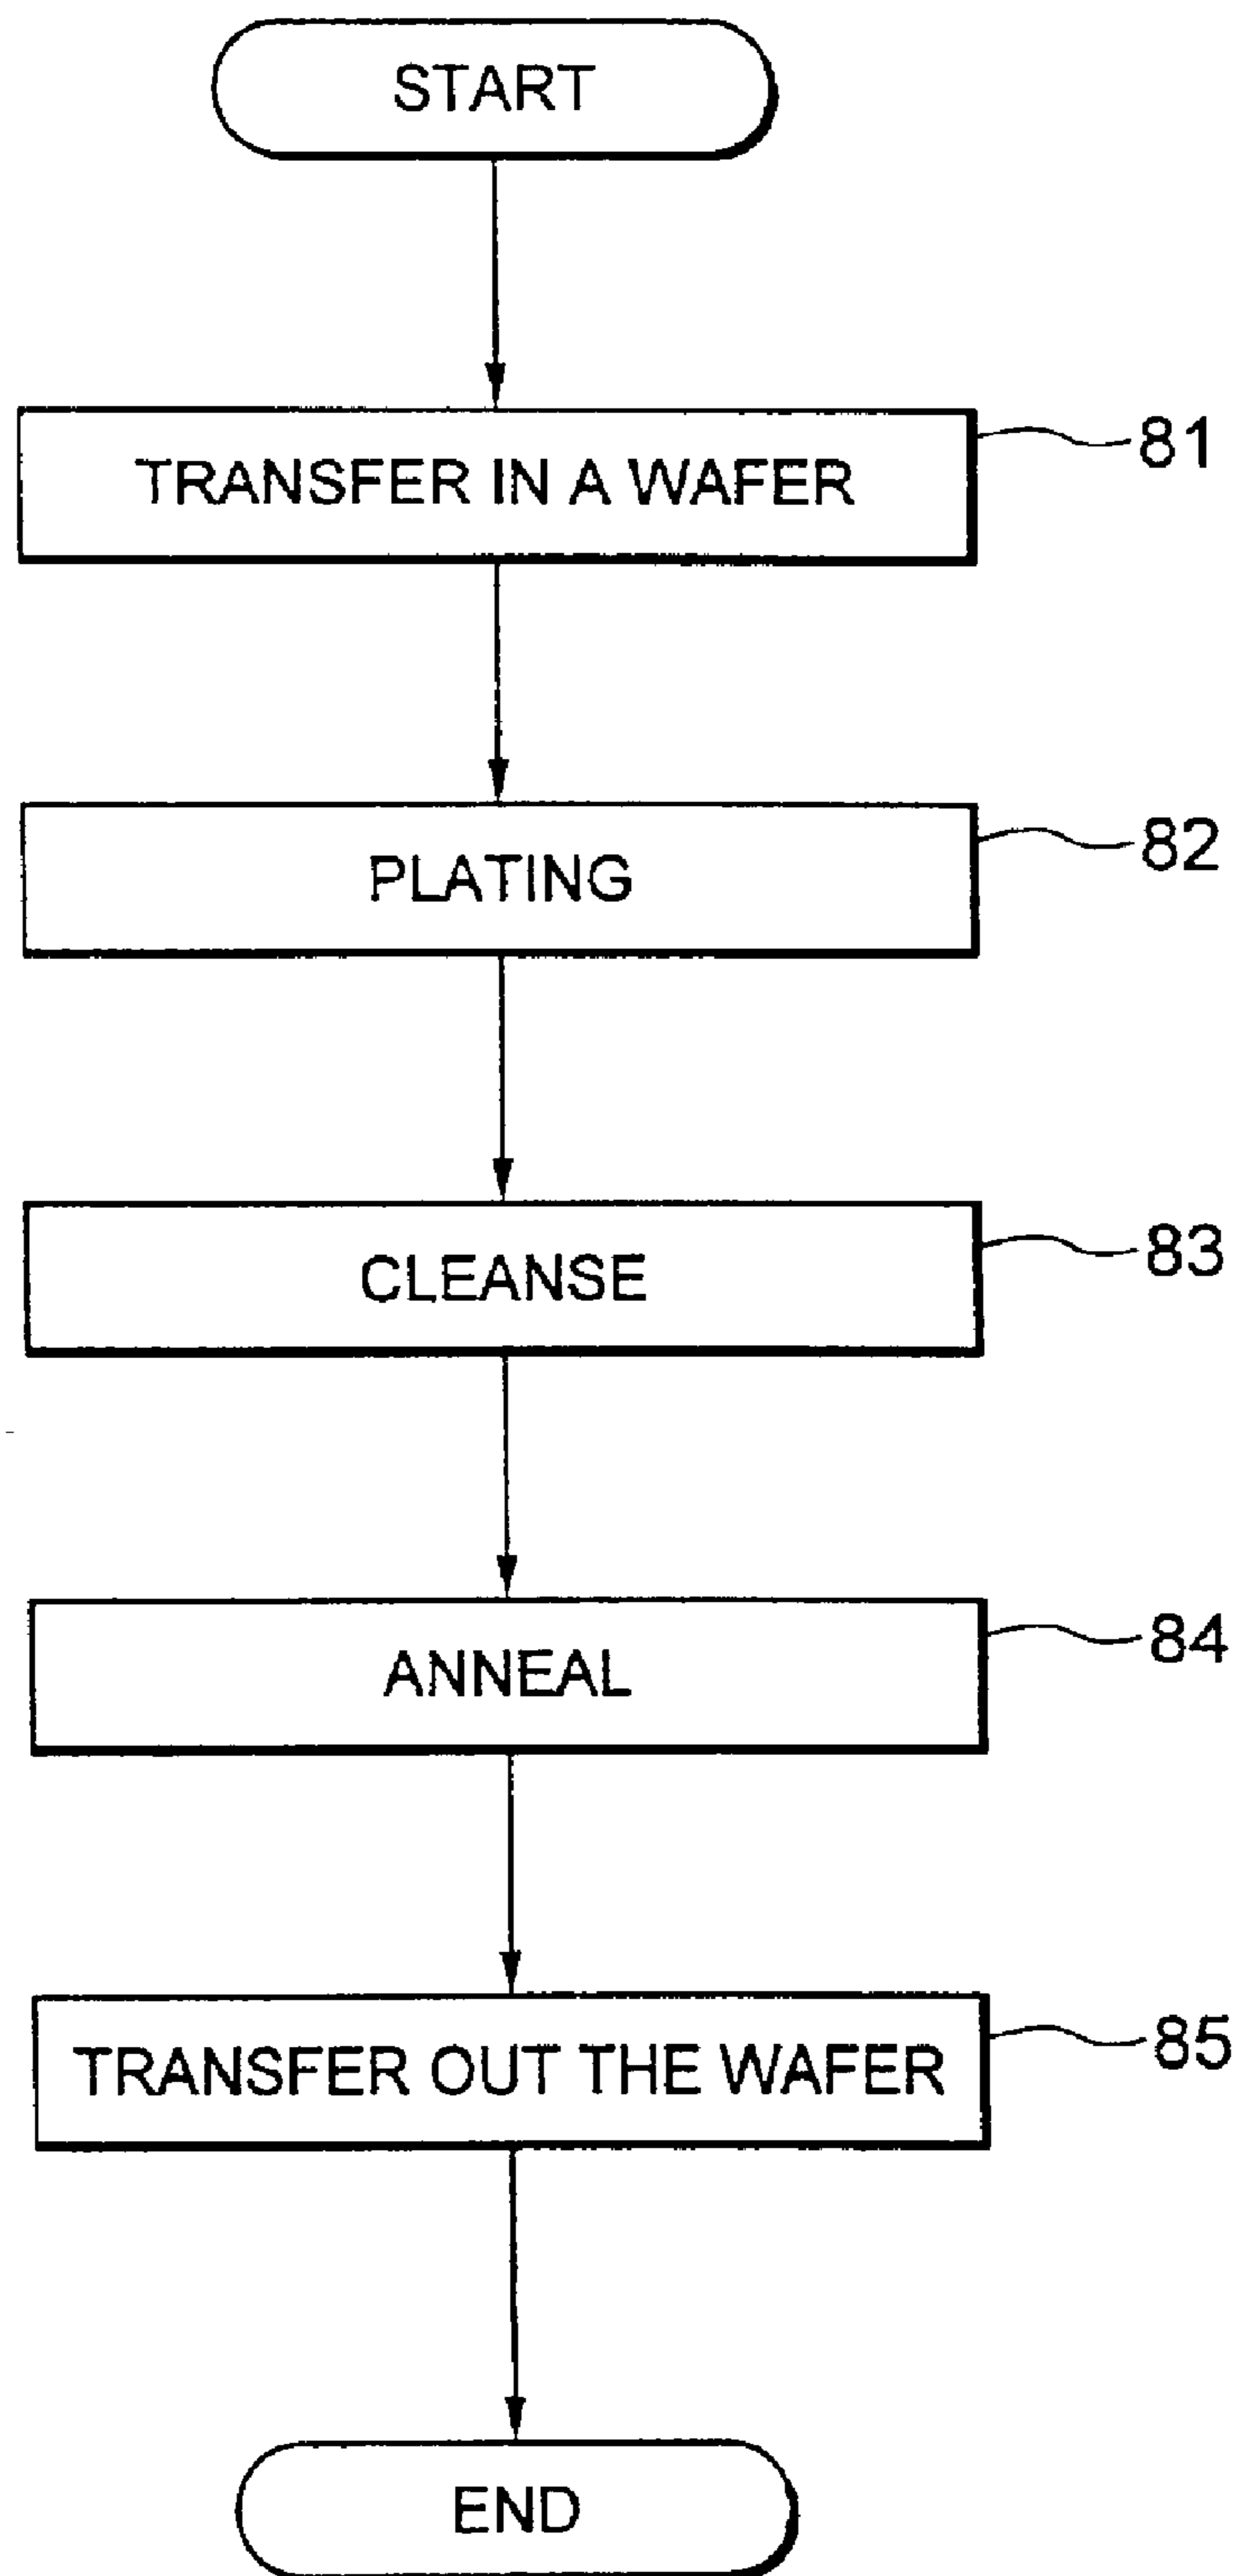 START
TRANSFER IN A WAFER
81
PLATING
82
CLEANSE
83
ANNEAL
84
TRANSFER OUT THE WAFER
85
END